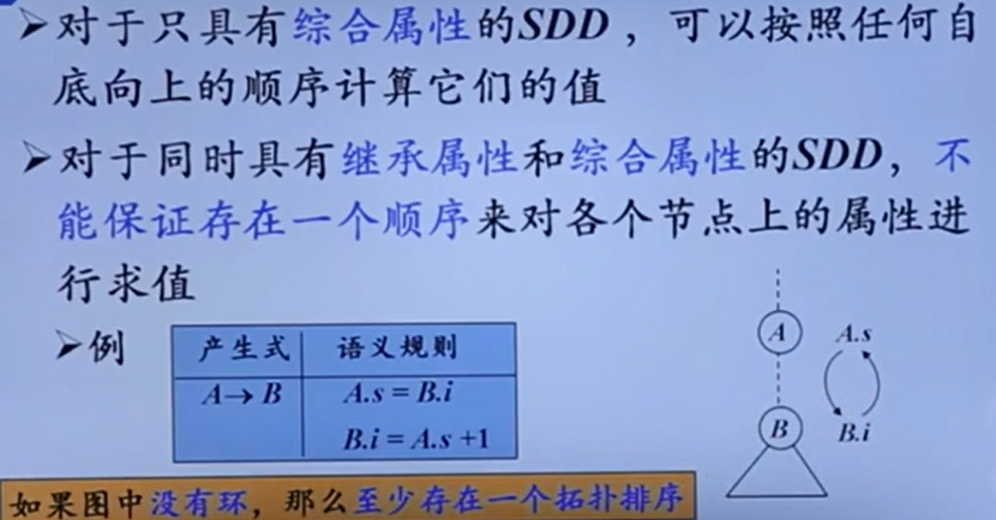 ➢对于只具有综合属性的SDD，可以按照任何自
底向上的顺序计算它们的值
➢对于同时具有继承属性和综合属性的SDD，不
能保证存在一个顺序来对各个节点上的属性进
行求值
➢例
产生式 语义规则
A→B A.s = B.i
B.i = A.s +1
A A.s
B B.i
如果图中没有环，那么至少存在一个拓扑排序